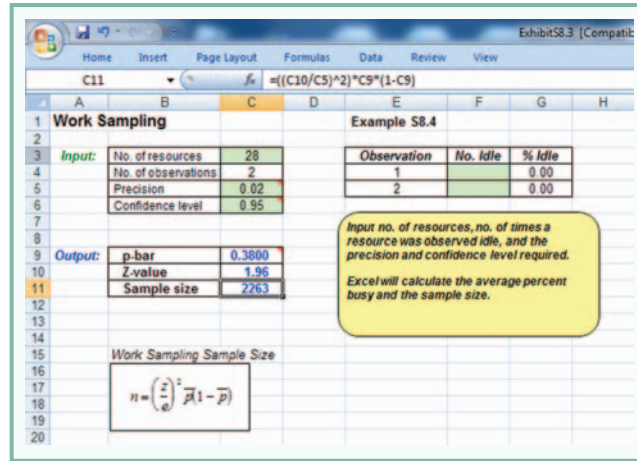 ExhibitS8.3 [Compatib
Home Insert Page Layout Formulas Data Review View
C11 fx =((C10/C5)^2)*C9*(1-C9)
A B C D E F G H
1 Work Sampling Example S8.4
2
3 Input: No. of resources 28 Observation No. Idle % Idle
4 No. of observations 2 1 0.00
5 Precision 0.02 2 0.00
6 Confidence level 0.95
7
8
Input no. of resources, no. of times a
resource was observed idle, and the
precision and confidence level required.
Excel will calculate the average percent
busy and the sample size.
9 Output: p-bar 0.3800
10 Z-value 1.96
11 Sample size 2263
12
13
14
15 Work Sampling Sample Size
16
17
n = (z/e)² p̅(1 − p̅)
18
19
20